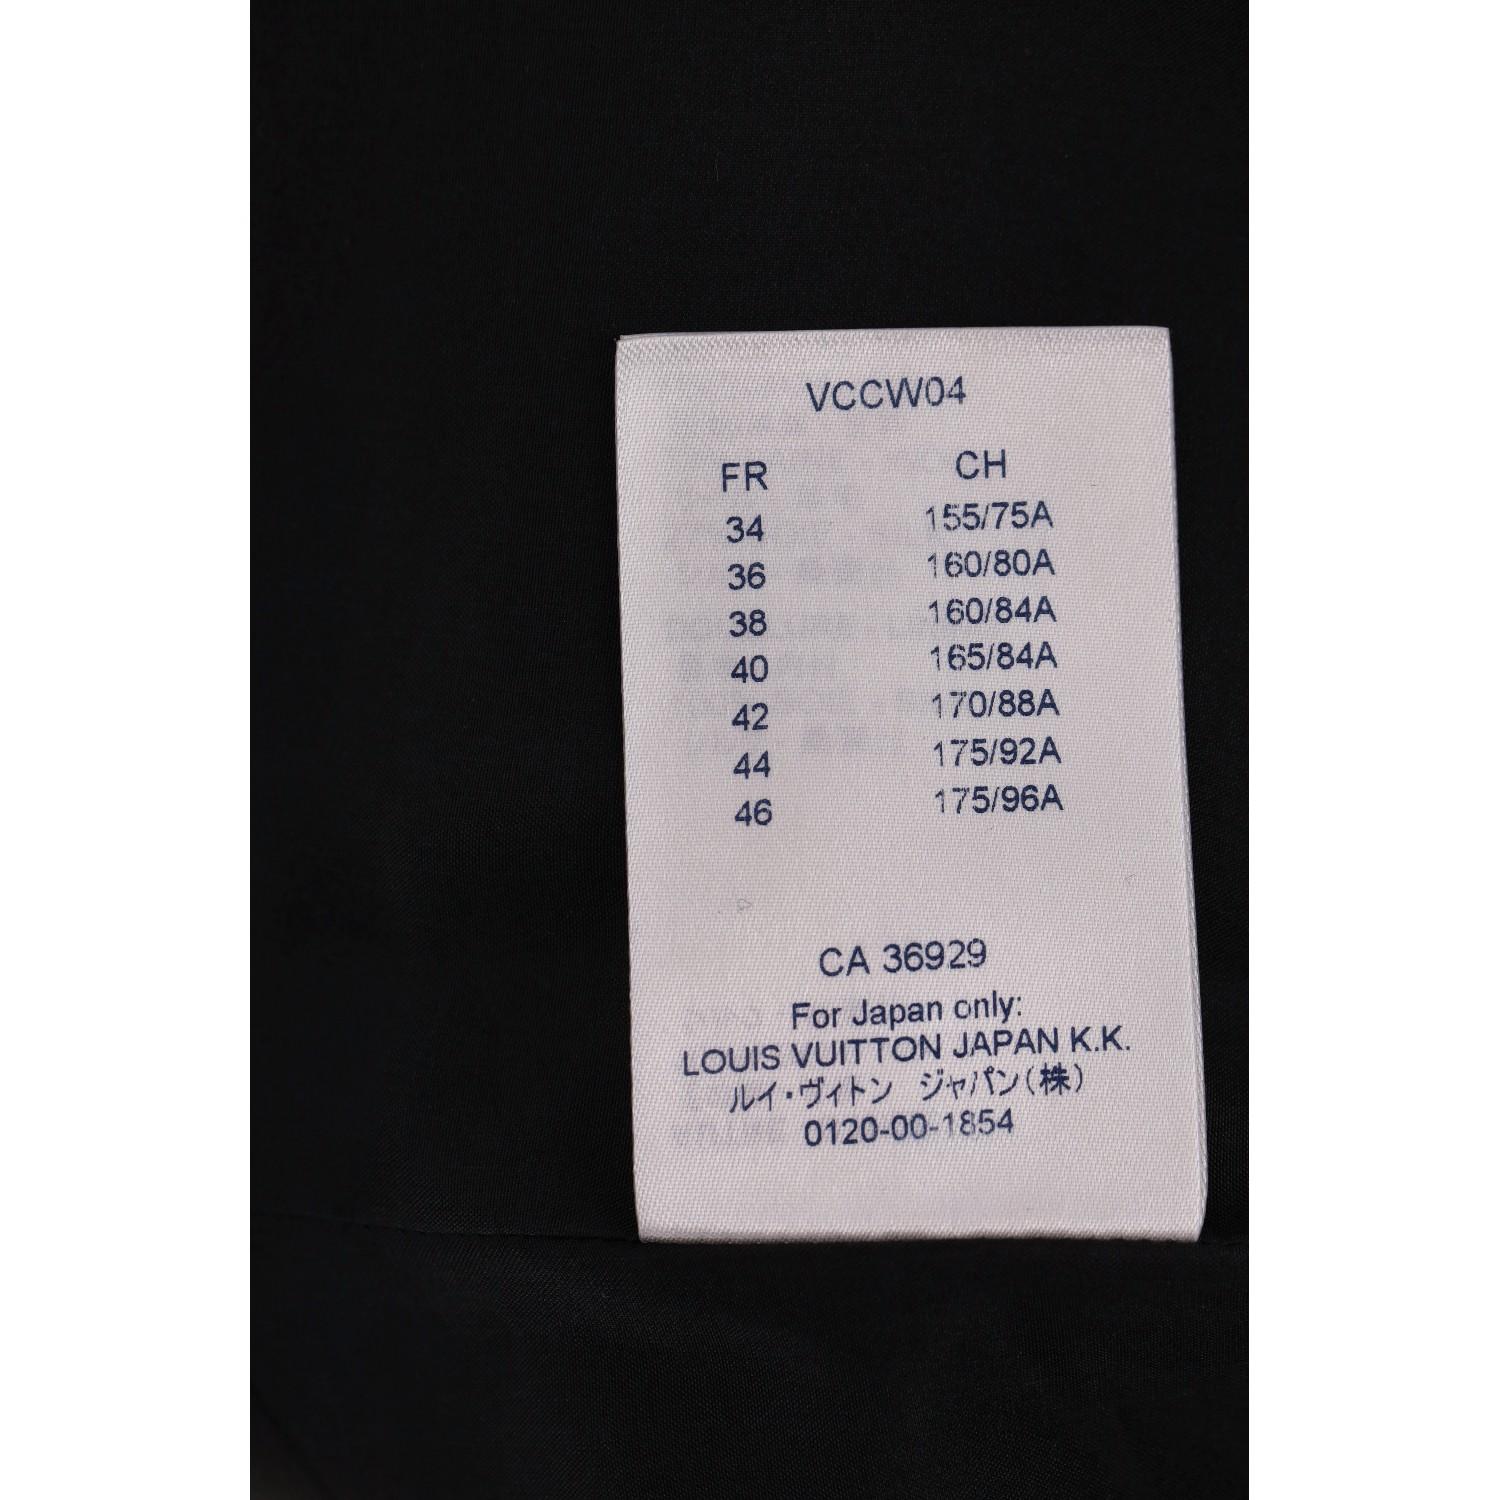 VCCW04
FR CH
34 155/75A
36 160/80A
38 160/84A
40 165/84A
42 170/88A
44 175/92A
46 175/96A
CA 36929
For Japan only:
LOUIS VUITTON JAPAN K.K.
ルイ・ヴィトン ジャパン(株)
0120-00-1854